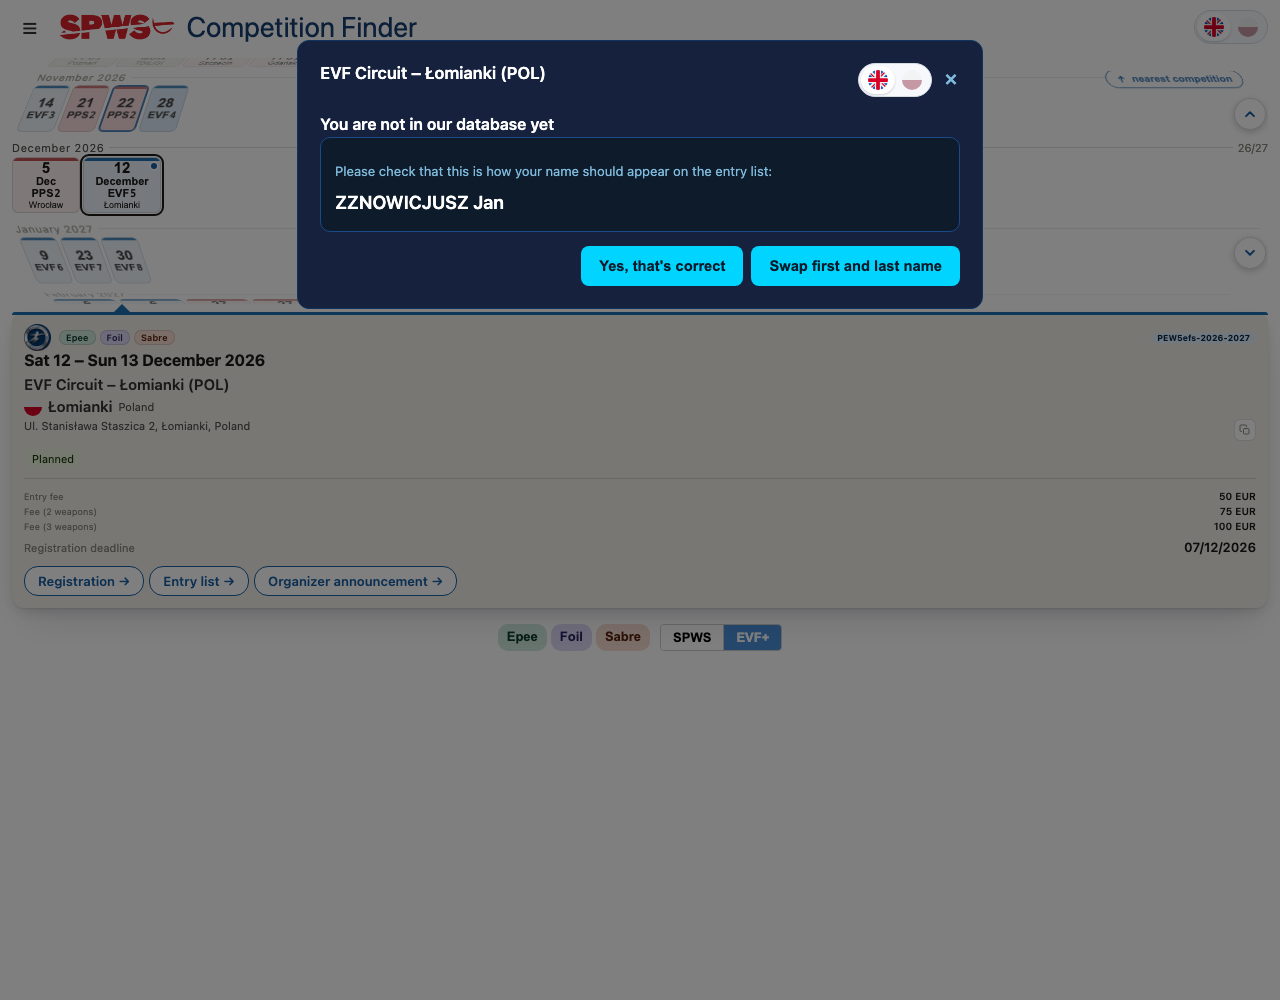 SPWS Competition Finder
November 2026
nearest competition
14 EVF3
21 PPS2
22 PPS2
28 EVF4
December 2026
26/27
5 Dec PPS2 Wrocław
12 December EVF5 Łomianki
January 2027
9 EVF6
23 EVF7
30 EVF8
February 2027
EVF Circuit – Łomianki (POL)
×
You are not in our database yet
Please check that this is how your name should appear on the entry list:
ZZNOWICJUSZ Jan
Yes, that's correct
Swap first and last name
Epee Foil Sabre
PEW5efs-2026-2027
Sat 12 – Sun 13 December 2026
EVF Circuit – Łomianki (POL)
Łomianki Poland
Ul. Stanisława Staszica 2, Łomianki, Poland
Planned
Entry fee 50 EUR
Fee (2 weapons) 75 EUR
Fee (3 weapons) 100 EUR
Registration deadline 07/12/2026
Registration →
Entry list →
Organizer announcement →
Epee Foil Sabre SPWS EVF+